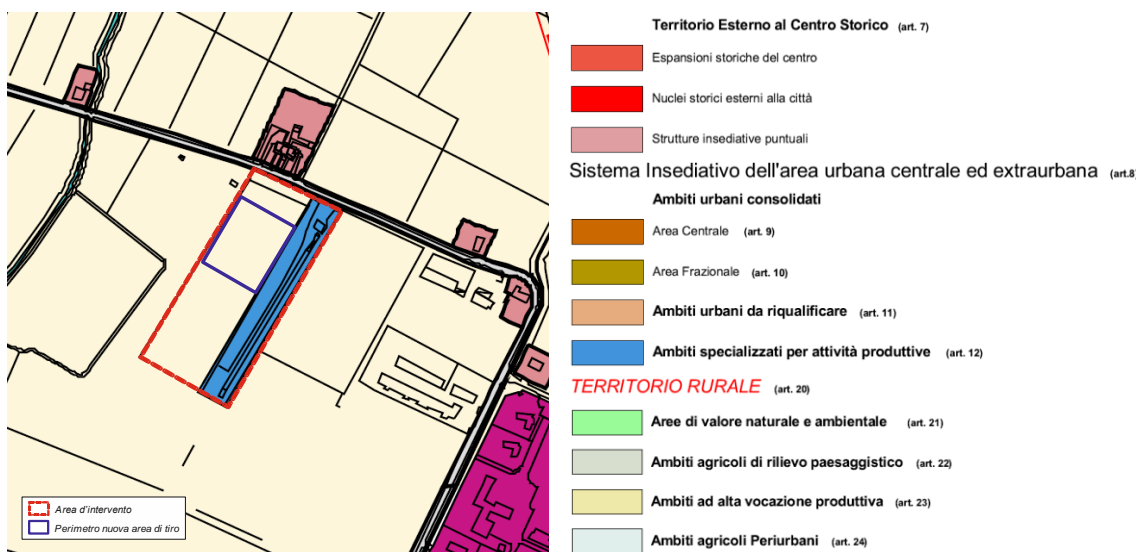 Area d'intervento
Perimetro nuova area di tiro
Territorio Esterno al Centro Storico (art. 7)
Espansioni storiche del centro
Nuclei storici esterni alla città
Strutture insediative puntuali
Sistema Insediativo dell'area urbana centrale ed extraurbana (art.8)
Ambiti urbani consolidati
Area Centrale (art. 9)
Area Frazionale (art. 10)
Ambiti urbani da riqualificare (art. 11)
Ambiti specializzati per attività produttive (art. 12)
TERRITORIO RURALE (art. 20)
Aree di valore naturale e ambientale (art. 21)
Ambiti agricoli di rilievo paesaggistico (art. 22)
Ambiti ad alta vocazione produttiva (art. 23)
Ambiti agricoli Periurbani (art. 24)